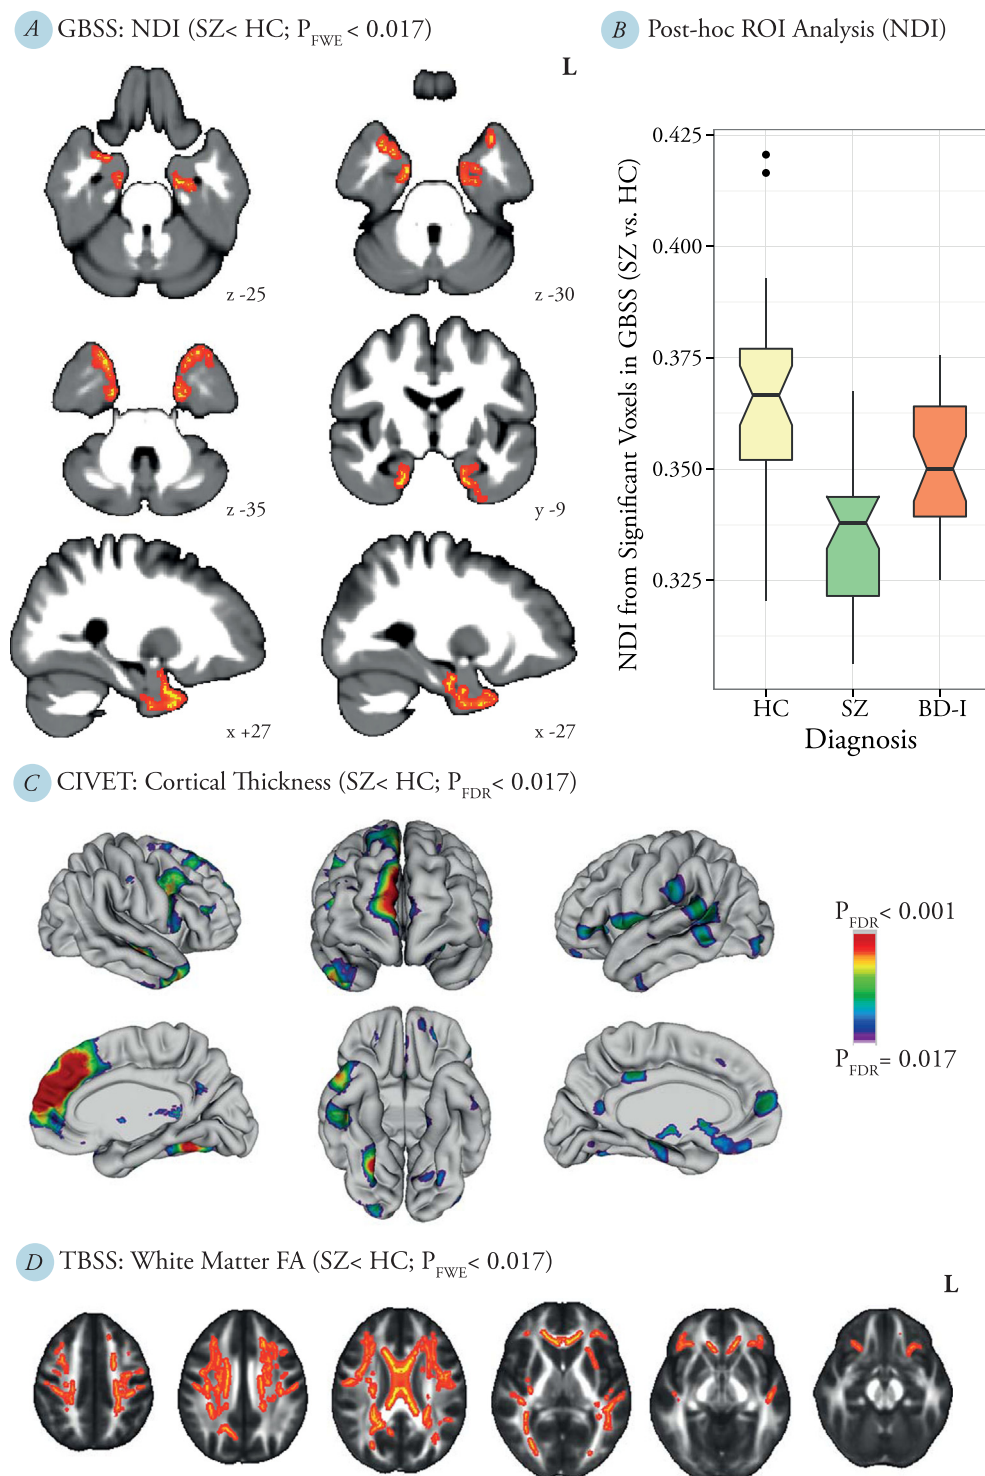 A GBSS: NDI (SZ< HC; PFWE< 0.017)
L
z -25
z -30
z -35
y -9
x +27
x -27
B Post-hoc ROI Analysis (NDI)
NDI from Significant Voxels in GBSS (SZ vs. HC)
0.425
0.400
0.375
0.350
0.325
HC SZ BD-I
Diagnosis
C CIVET: Cortical Thickness (SZ< HC; PFDR< 0.017)
PFDR< 0.001
PFDR= 0.017
D TBSS: White Matter FA (SZ< HC; PFWE< 0.017)
L